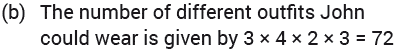 (b) The number of different outfits John
could wear is given by 3 × 4 × 2 × 3 = 72